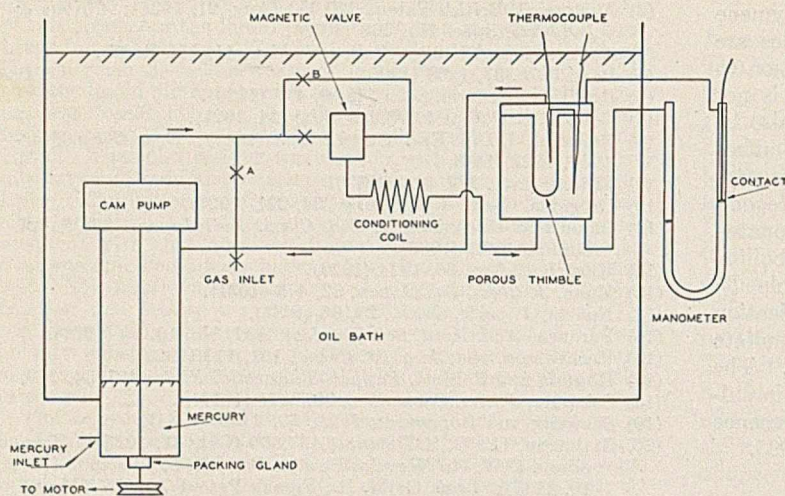 MAGNETIC VALVE
THERMOCOUPLE
B
A
CAM PUMP
CONDITIONING
COIL
CONTACT
GAS INLET
POROUS THIMBLE
MANOMETER
OIL BATH
MERCURY
MERCURY
INLET
PACKING GLAND
TO MOTOR